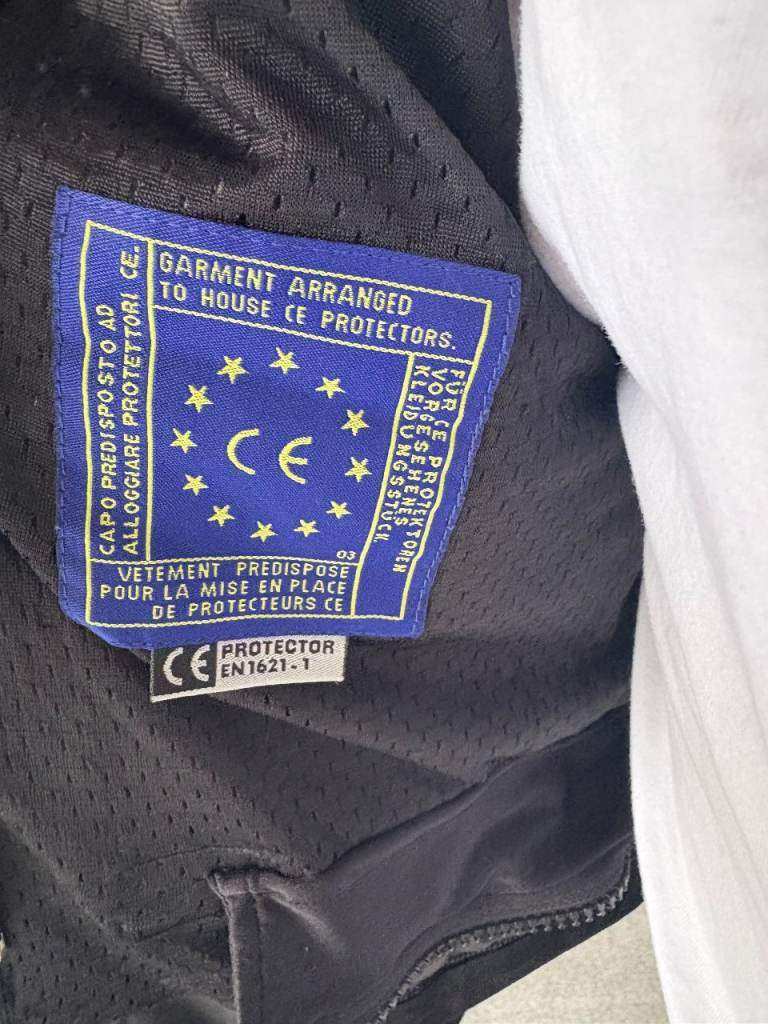 GARMENT ARRANGED
TO HOUSE CE PROTECTORS.
CAPO PREDISPOSTO AD
ALLOGGIARE PROTETTORI CE.
FÜR CE PROTEKTOREN
VORGESEHENES
KLEIDUNGSSTÜCK
CE
03
VETEMENT PREDISPOSE
POUR LA MISE EN PLACE
DE PROTECTEURS CE
CE PROTECTOR
EN1621-1